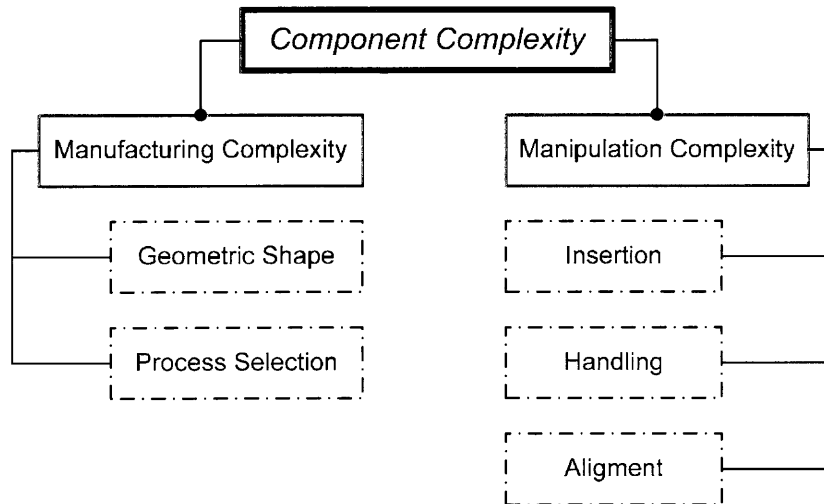 Component Complexity
Manufacturing Complexity
Manipulation Complexity
Geometric Shape
Insertion
Process Selection
Handling
Aligment